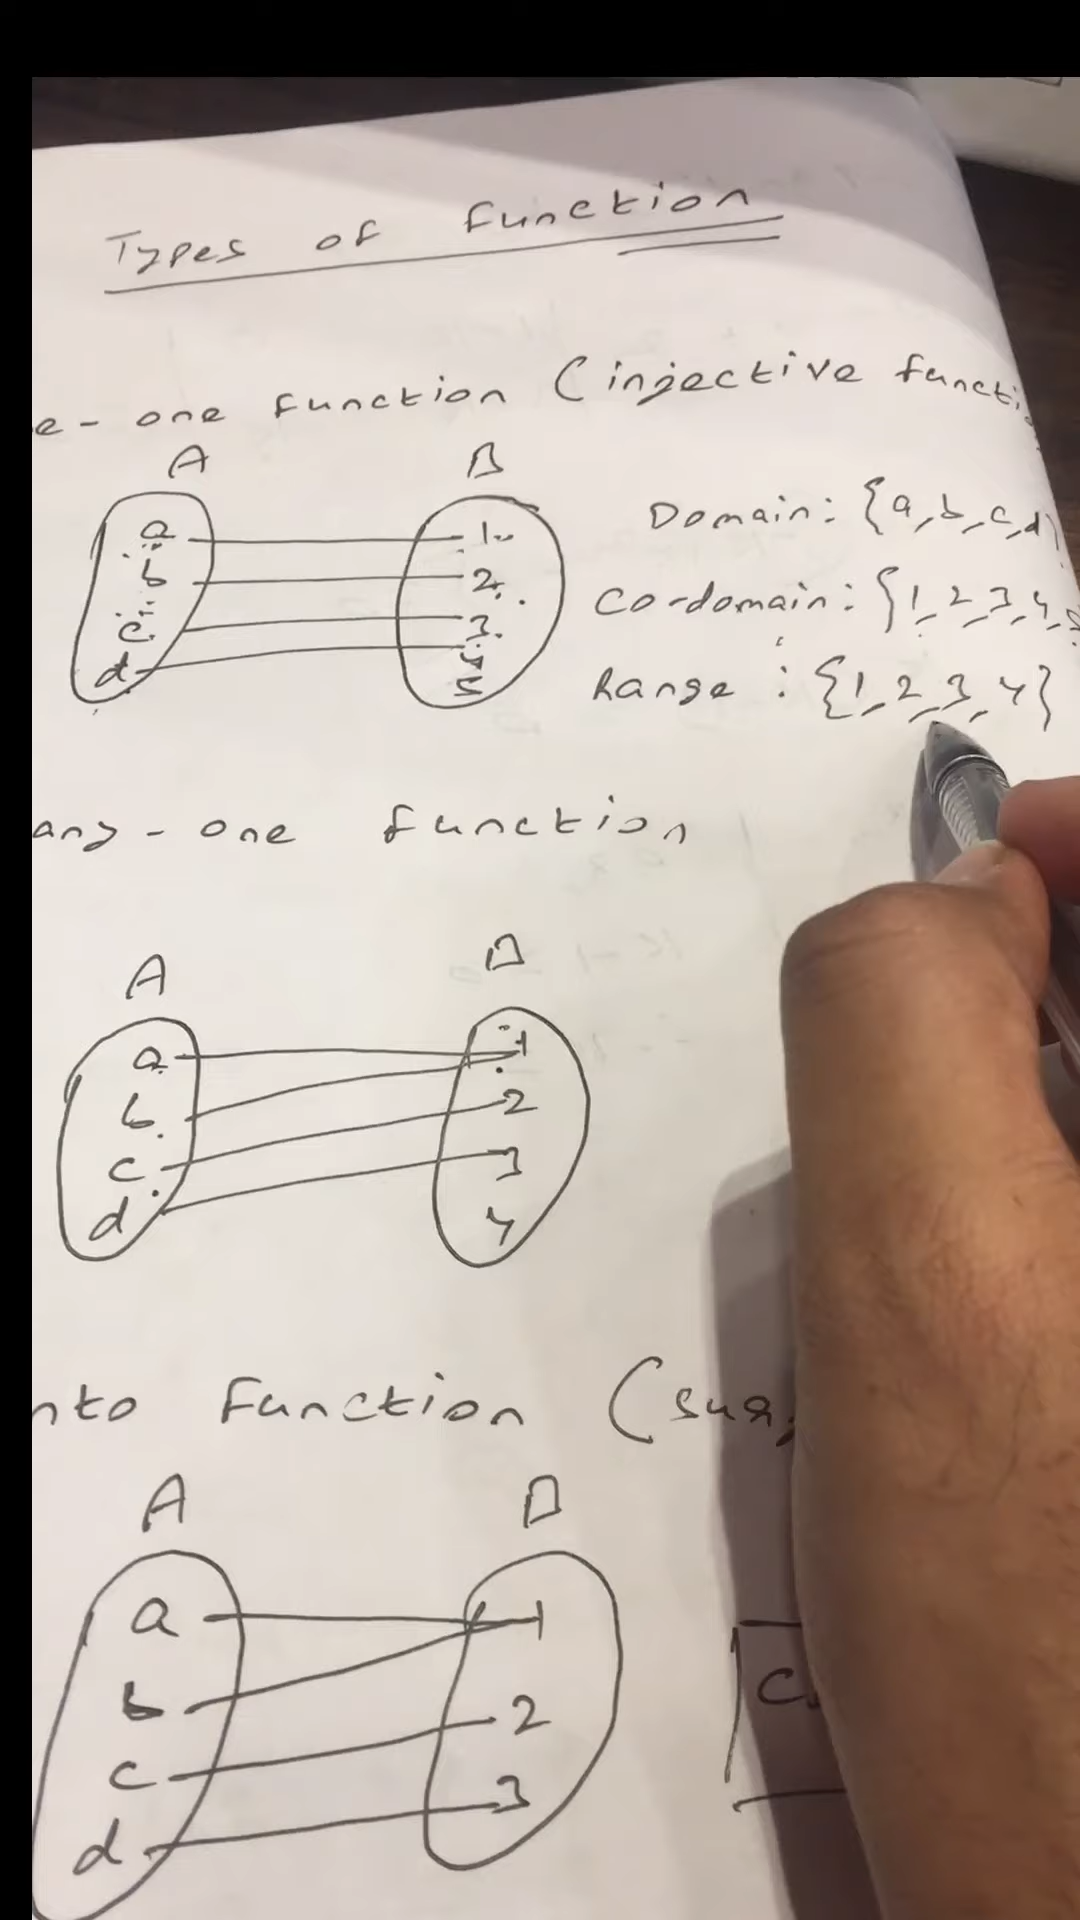 Types of function
e-one function (injective functi
A B
a 1
b 2
c 3
d 4
5
Domain: {a,b,c,d}
Co-domain: {1,2,3,4,5
Range : {1,2,3,4}
any-one function
A B
a 1
b 2
c 3
d 4
nto function (sur
A B
a 1
b 2
c 3
d
C